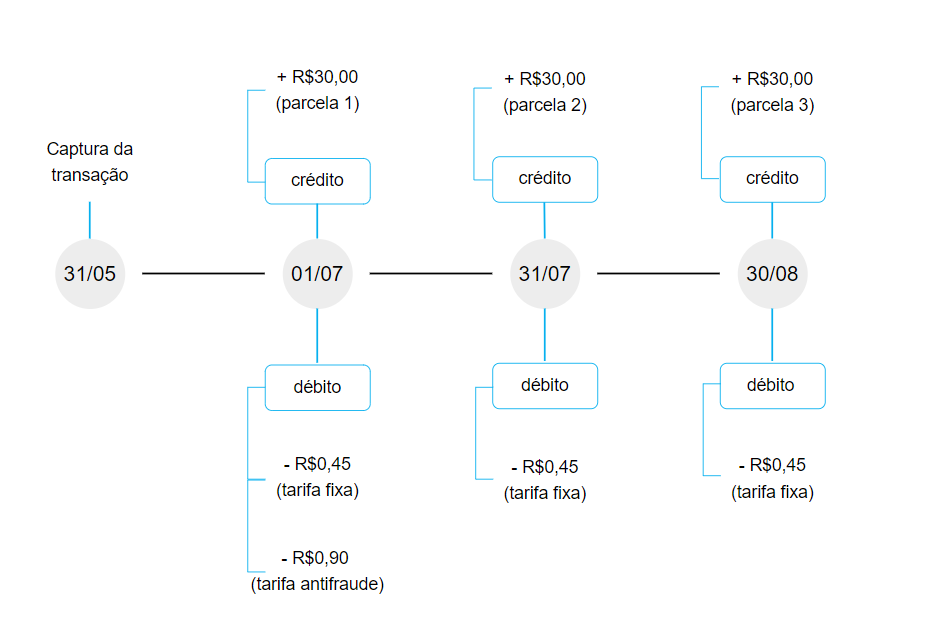 + R$30,00
(parcela 1)
+ R$30,00
(parcela 2)
+ R$30,00
(parcela 3)
Captura da
transação
crédito
crédito
crédito
31/05
01/07
31/07
30/08
débito
débito
débito
- R$0,45
(tarifa fixa)
- R$0,45
(tarifa fixa)
- R$0,45
(tarifa fixa)
- R$0,90
(tarifa antifraude)